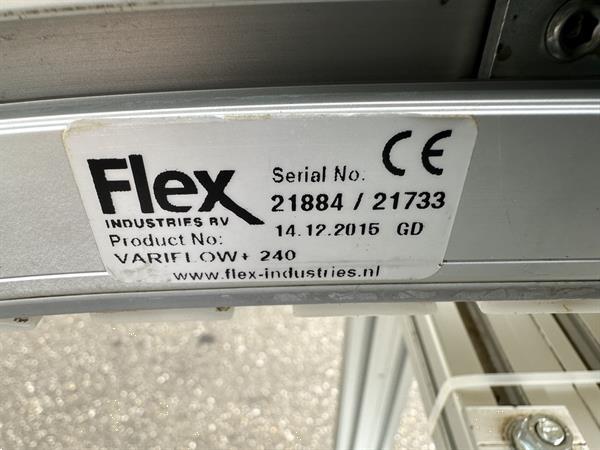 Flex
INDUSTRIES BV
Serial No.
CE
21884 / 21733
14.12.2015 GD
Product No:
VARIFLOW+ 240
www.flex-industries.nl